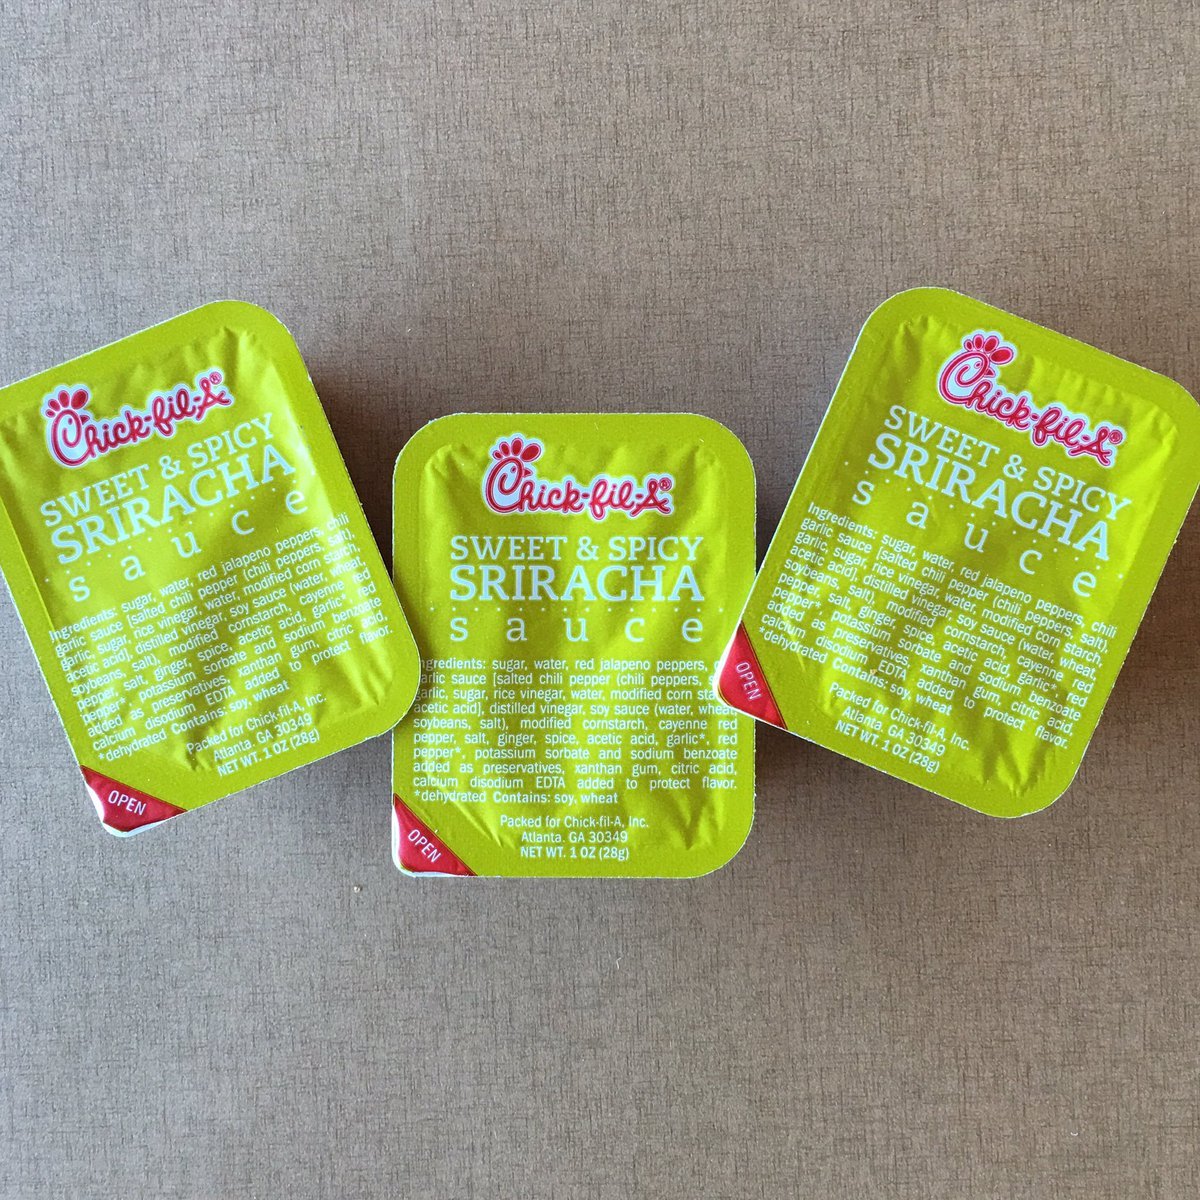 Chick-fil-A®
SWEET & SPICY
SRIRACHA
sauce
Ingredients: sugar, water, red jalapeno peppers, chili
garlic sauce [salted chili pepper (chili peppers, salt),
garlic, sugar, rice vinegar, water, modified corn starch,
acetic acid], distilled vinegar, soy sauce (water, wheat,
soybeans, salt), modified cornstarch, cayenne red
pepper, salt, ginger, spice, acetic acid, garlic*, red
pepper*, potassium sorbate and sodium benzoate
added as preservatives, xanthan gum, citric acid,
calcium disodium EDTA added to protect flavor.
*dehydrated Contains: soy, wheat
Packed for Chick-fil-A, Inc.
Atlanta, GA 30349
NET WT. 1 OZ (28g)
OPEN
Chick-fil-A®
SWEET & SPICY
SRIRACHA
sauce
ngredients: sugar, water, red jalapeno peppers,
garlic sauce [salted chili pepper (chili peppers,
garlic, sugar, rice vinegar, water, modified corn
acetic acid], distilled vinegar, soy sauce (water, wheat,
soybeans, salt), modified cornstarch, cayenne red
pepper, salt, ginger, spice, acetic acid, garlic*, red
pepper*, potassium sorbate and sodium benzoate
added as preservatives, xanthan gum, citric acid,
calcium disodium EDTA added to protect flavor.
*dehydrated Contains: soy, wheat
Packed for Chick-fil-A, Inc.
Atlanta. GA 30349
NET WT. 1 OZ (28g)
OPEN
Chick-fil-A®
SWEET & SPICY
SRIRACHA
sauce
Ingredients: sugar, water, red jalapeno peppers, chili
garlic sauce [salted chili pepper (chili peppers, salt),
garlic, sugar, rice vinegar, water, modified corn starch,
acetic acid], distilled vinegar, soy sauce (water, wheat,
soybeans, salt), modified cornstarch, cayenne red
pepper, salt, ginger, spice, acetic acid, garlic*, red
pepper*, potassium sorbate and sodium benzoate
added as preservatives, xanthan gum, citric acid,
calcium disodium EDTA added to protect flavor.
*dehydrated Contains: soy, wheat
Packed for Chick-fil-A, Inc.
Atlanta, GA 30349
NET WT. 1 OZ (28g)
OPEN